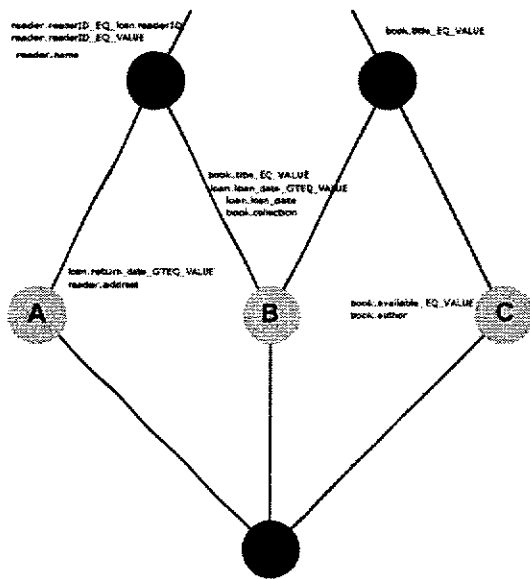 reader.readerID_EQ_loan.readerID
reader.readerID_EQ_VALUE
reader.name
book.title_EQ_VALUE
book.title_EQ_VALUE
loan.loan_date_GTEQ_VALUE
loan.loan_date
book.collection
loan.return_date_GTEQ_VALUE
reader.address
book.available_EQ_VALUE
book.author
A
B
C